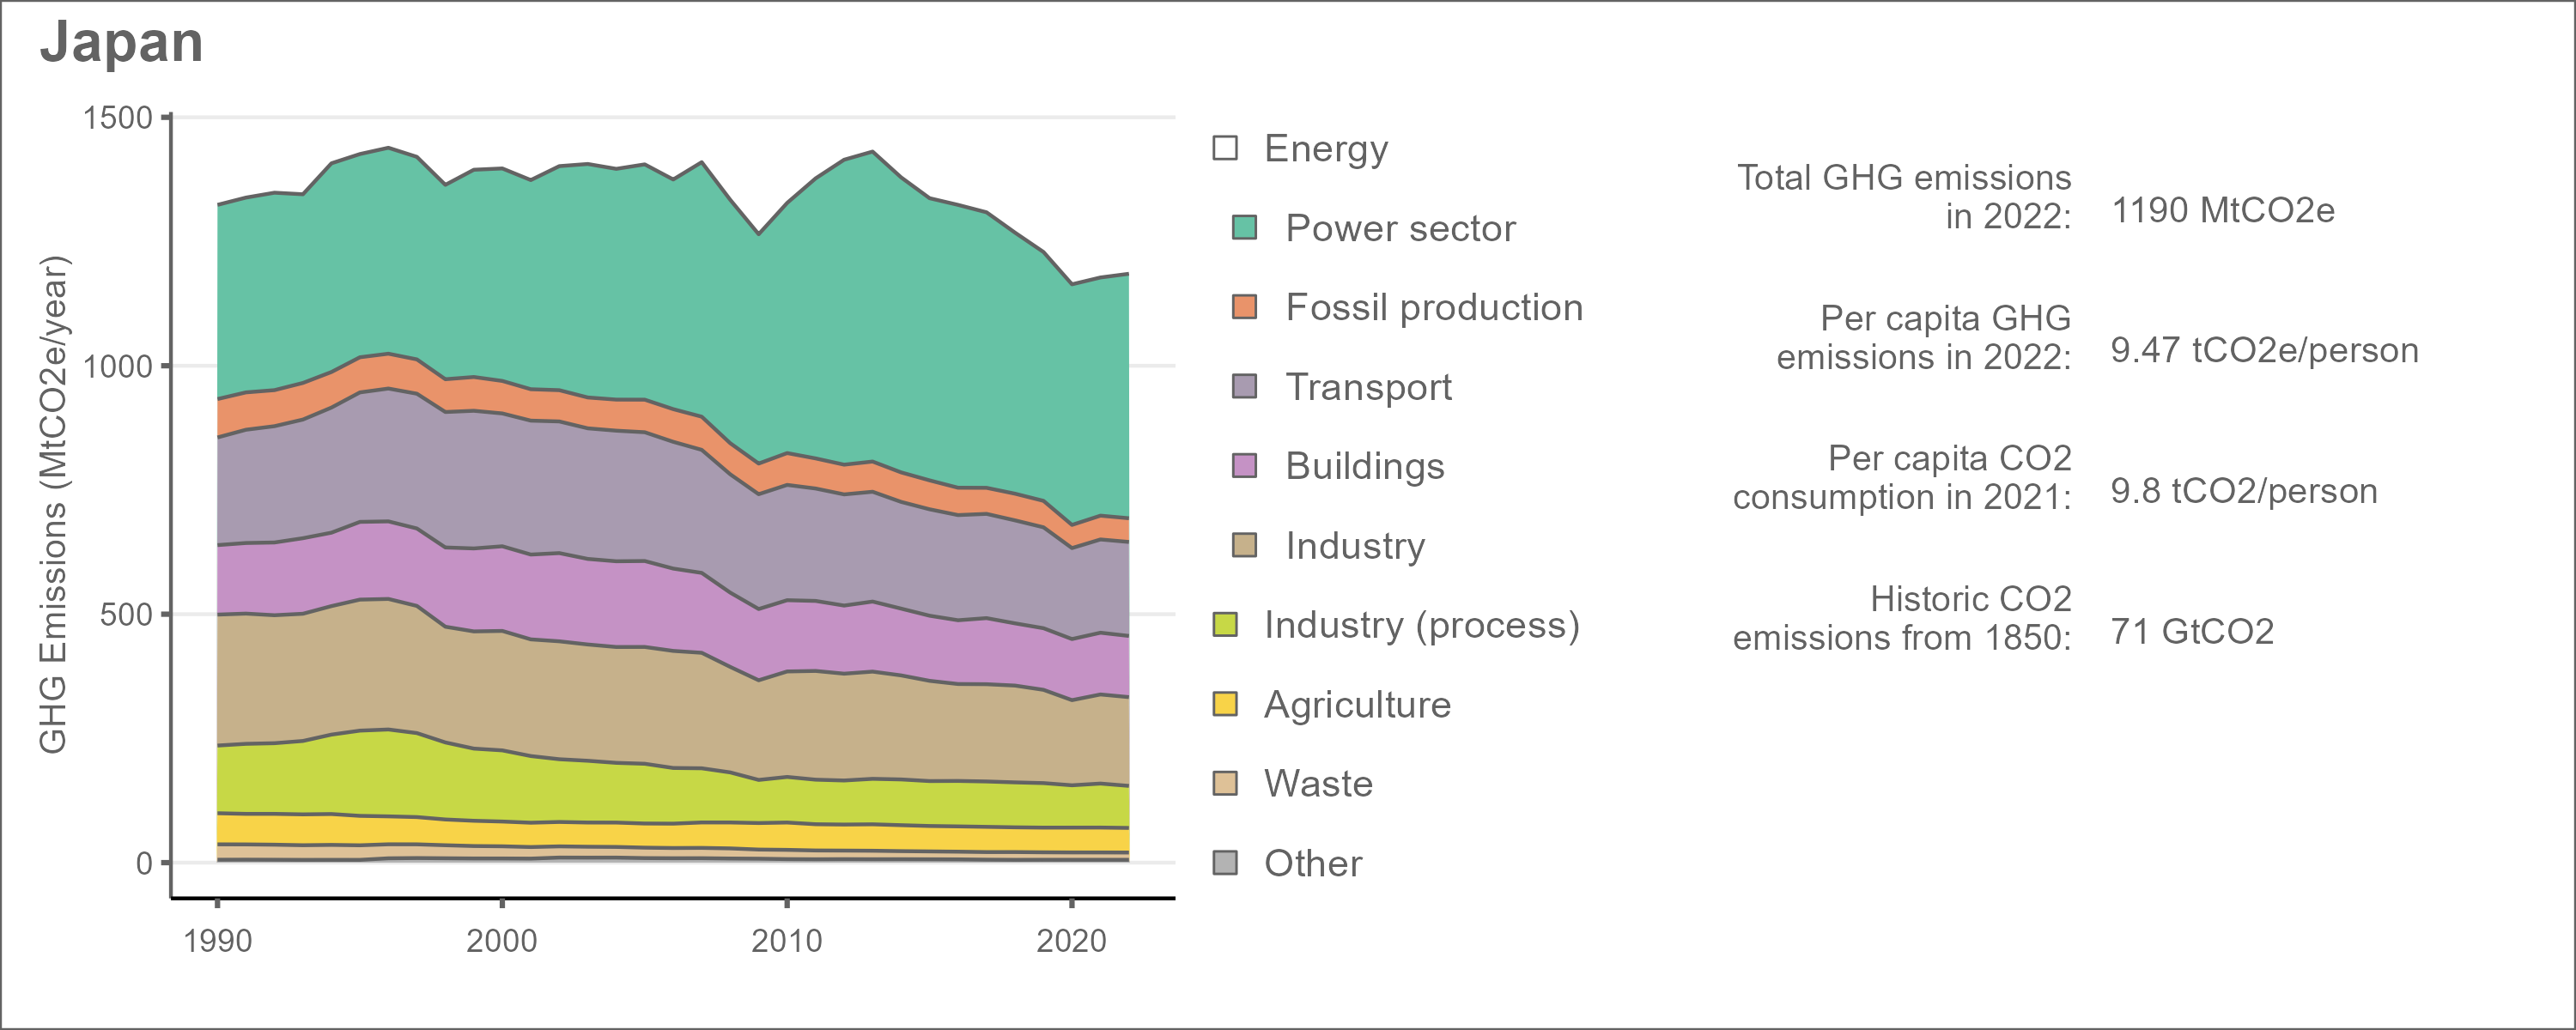 Japan
1500
1000
500
0
GHG Emissions (MtCO2e/year)
1990
2000
2010
2020
Energy
Power sector
Fossil production
Transport
Buildings
Industry
Industry (process)
Agriculture
Waste
Other
Total GHG emissions
in 2022:
1190 MtCO2e
Per capita GHG
emissions in 2022:
9.47 tCO2e/person
Per capita CO2
consumption in 2021:
9.8 tCO2/person
Historic CO2
emissions from 1850:
71 GtCO2